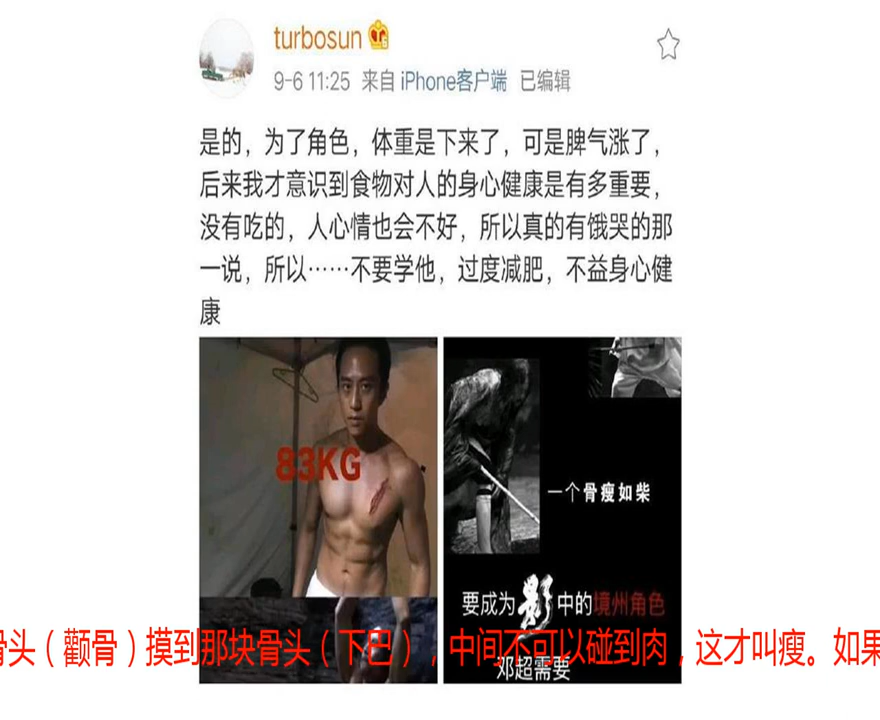 turbosun
9-6 11:25 来自 iPhone客户端 已编辑
是的，为了角色，体重是下来了，可是脾气涨了，
后来我才意识到食物对人的身心健康是有多重要，
没有吃的，人心情也会不好，所以真的有饿哭的那
一说，所以……不要学他，过度减肥，不益身心健
康
83KG
一个骨瘦如柴
要成为影中的境州角色
骨头（颧骨）摸到那块骨头（下巴），中间不可以碰到肉，这才叫瘦。如果
邓超需要